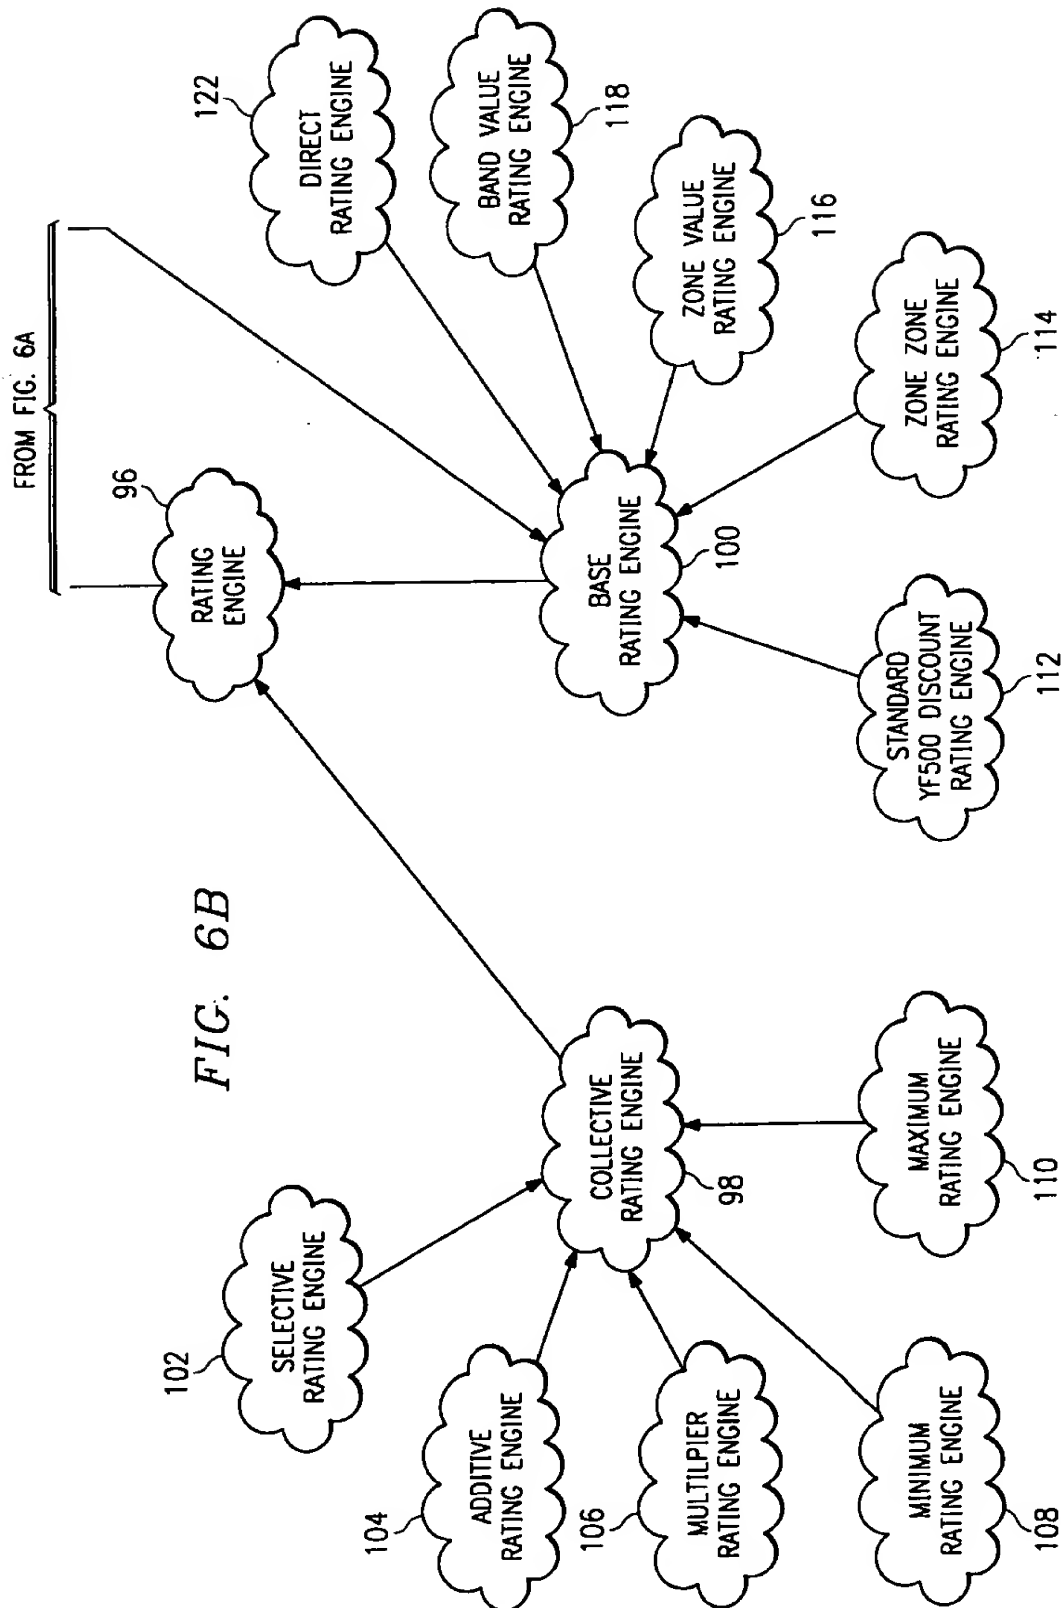 FROM FIG. 6A
96
RATING
ENGINE
122
DIRECT
RATING ENGINE
BAND VALUE
RATING ENGINE
118
ZONE VALUE
RATING ENGINE
116
ZONE ZONE
RATING ENGINE
114
BASE
RATING ENGINE
100
STANDARD
YF500 DISCOUNT
RATING ENGINE
112
FIG. 6B
102
SELECTIVE
RATING ENGINE
COLLECTIVE
RATING ENGINE
98
104
ADDITIVE
RATING ENGINE
106
MULTILPIER
RATING ENGINE
MINIMUM
RATING ENGINE
108
MAXIMUM
RATING ENGINE
110